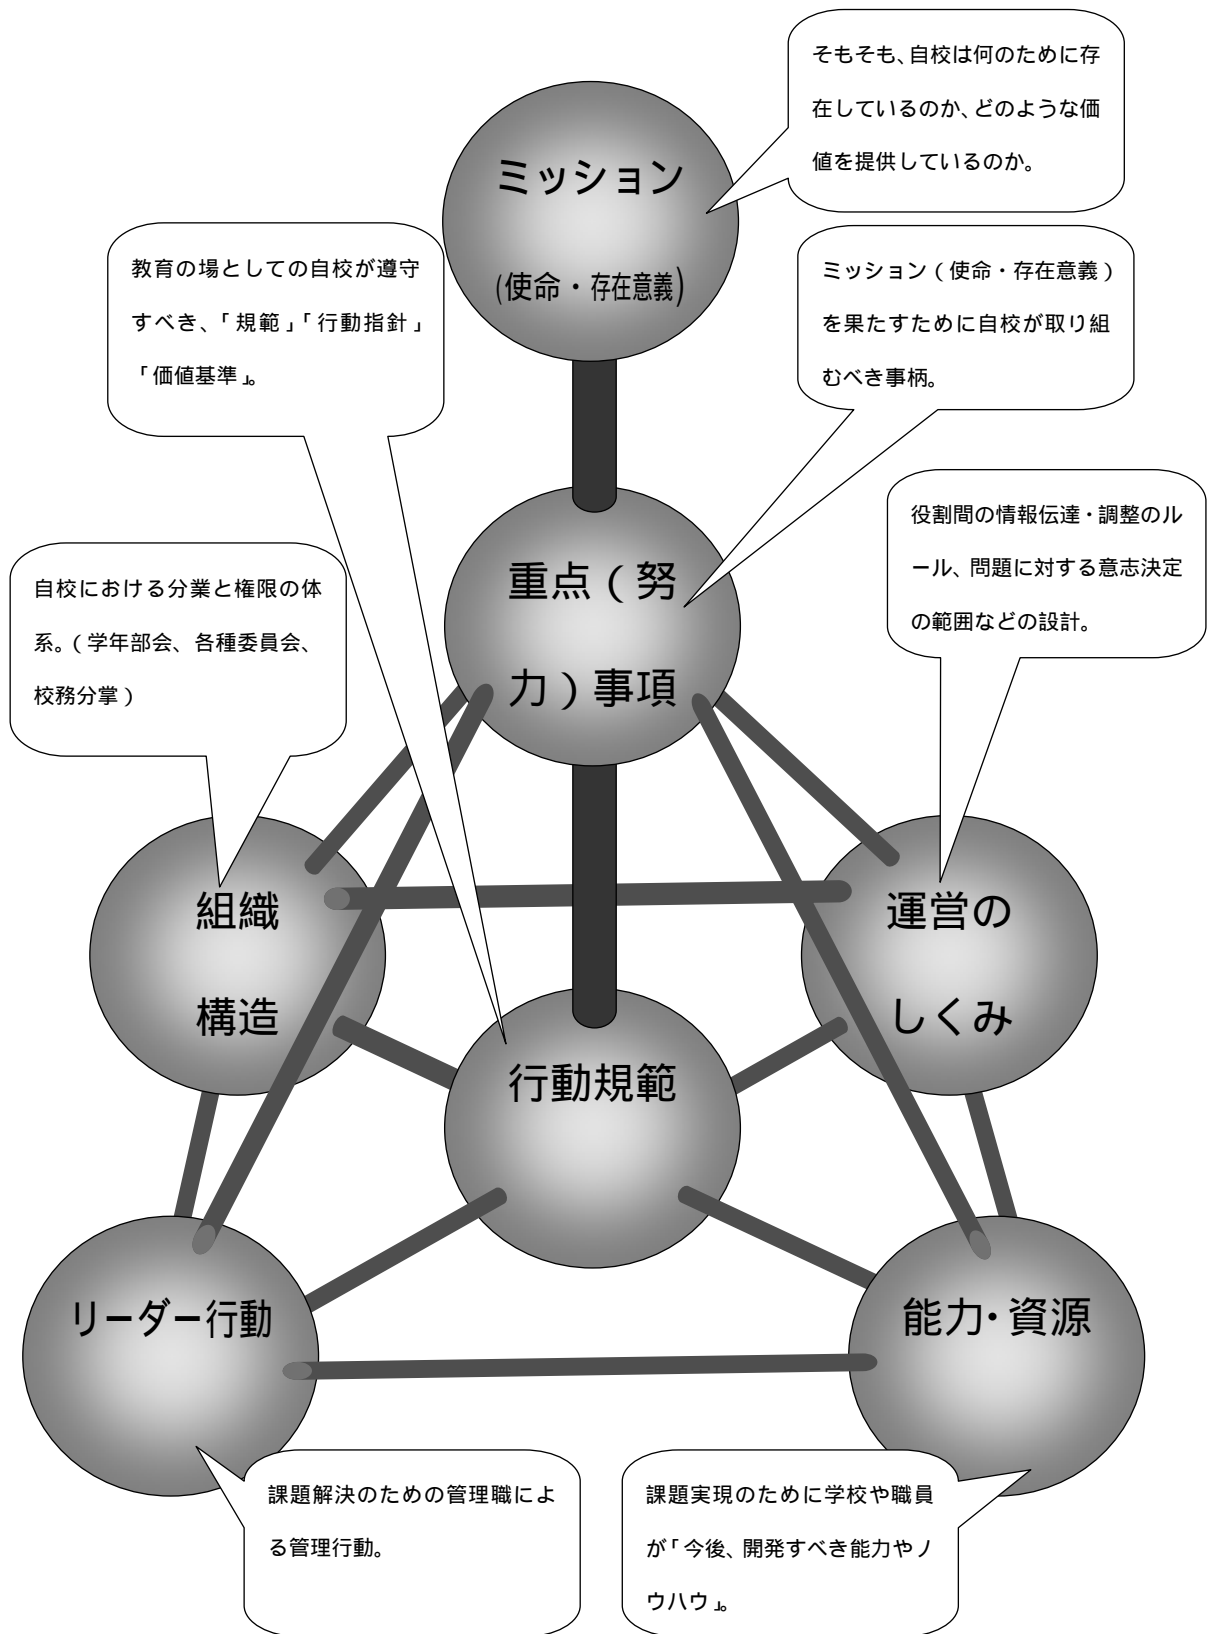 そもそも、自校は何のために存
在しているのか、どのような価
値を提供しているのか。
ミッション
(使命・存在意義)
教育の場としての自校が遵守
すべき、「規範」「行動指針」
「価値基準」。
ミッション（使命・存在意義）
を果たすために自校が取り組
むべき事柄。
重点（努
力）事項
役割間の情報伝達・調整のル
ール、問題に対する意志決定
の範囲などの設計。
自校における分業と権限の体
系。（学年部会、各種委員会、
校務分掌）
組織
構造
運営の
しくみ
行動規範
リーダー行動
能力・資源
課題解決のための管理職によ
る管理行動。
課題実現のために学校や職員
が「今後、開発すべき能力やノ
ウハウ」。